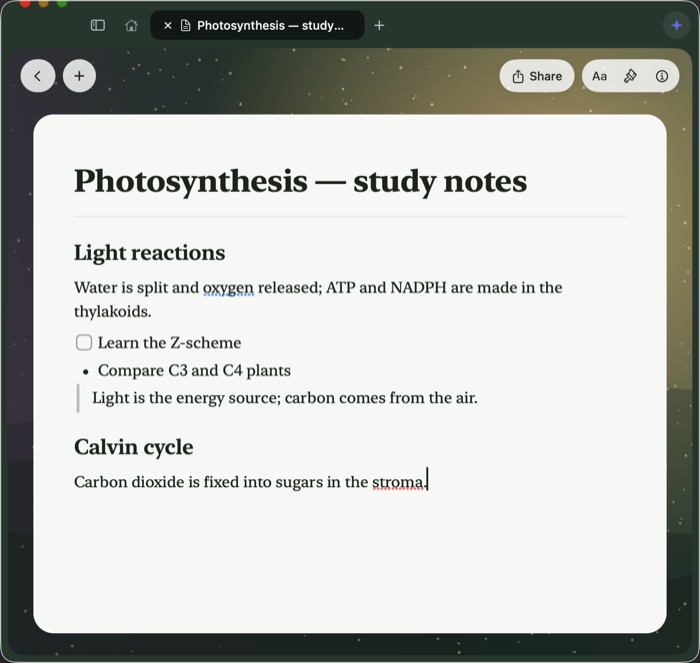 Photosynthesis — study...
Share
Aa
Photosynthesis — study notes
Light reactions
Water is split and oxygen released; ATP and NADPH are made in the
thylakoids.
Learn the Z-scheme
• Compare C3 and C4 plants
Light is the energy source; carbon comes from the air.
Calvin cycle
Carbon dioxide is fixed into sugars in the stroma.